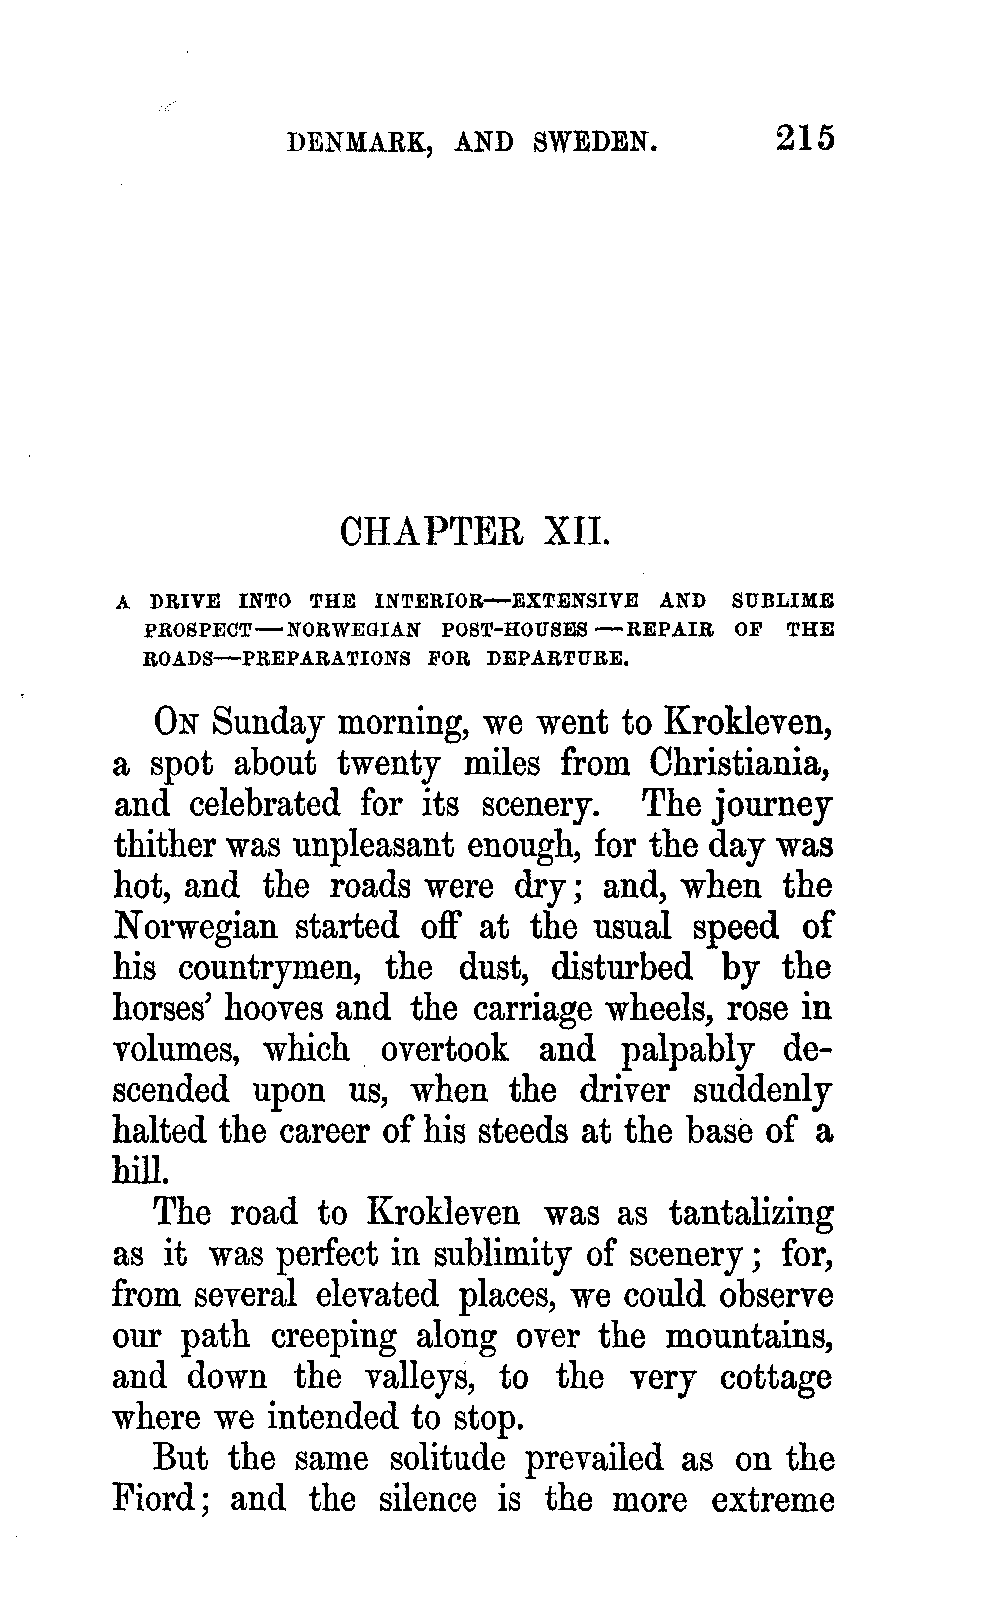 DENMARK, AND SWEDEN. 215
CHAPTER XII.
A DRIVE INTO THE INTERIOR—EXTENSIVE AND SUBLIME
PROSPECT—NORWEGIAN POST-HOUSES—REPAIR OF THE
ROADS—PREPARATIONS FOR DEPARTURE.
ON Sunday morning, we went to Krokleven,
a spot about twenty miles from Christiania,
and celebrated for its scenery. The journey
thither was unpleasant enough, for the day was
hot, and the roads were dry; and, when the
Norwegian started off at the usual speed of
his countrymen, the dust, disturbed by the
horses' hooves and the carriage wheels, rose in
volumes, which overtook and palpably de-
scended upon us, when the driver suddenly
halted the career of his steeds at the base of a
hill.
The road to Krokleven was as tantalizing
as it was perfect in sublimity of scenery; for,
from several elevated places, we could observe
our path creeping along over the mountains,
and down the valleys, to the very cottage
where we intended to stop.
But the same solitude prevailed as on the
Fiord; and the silence is the more extreme